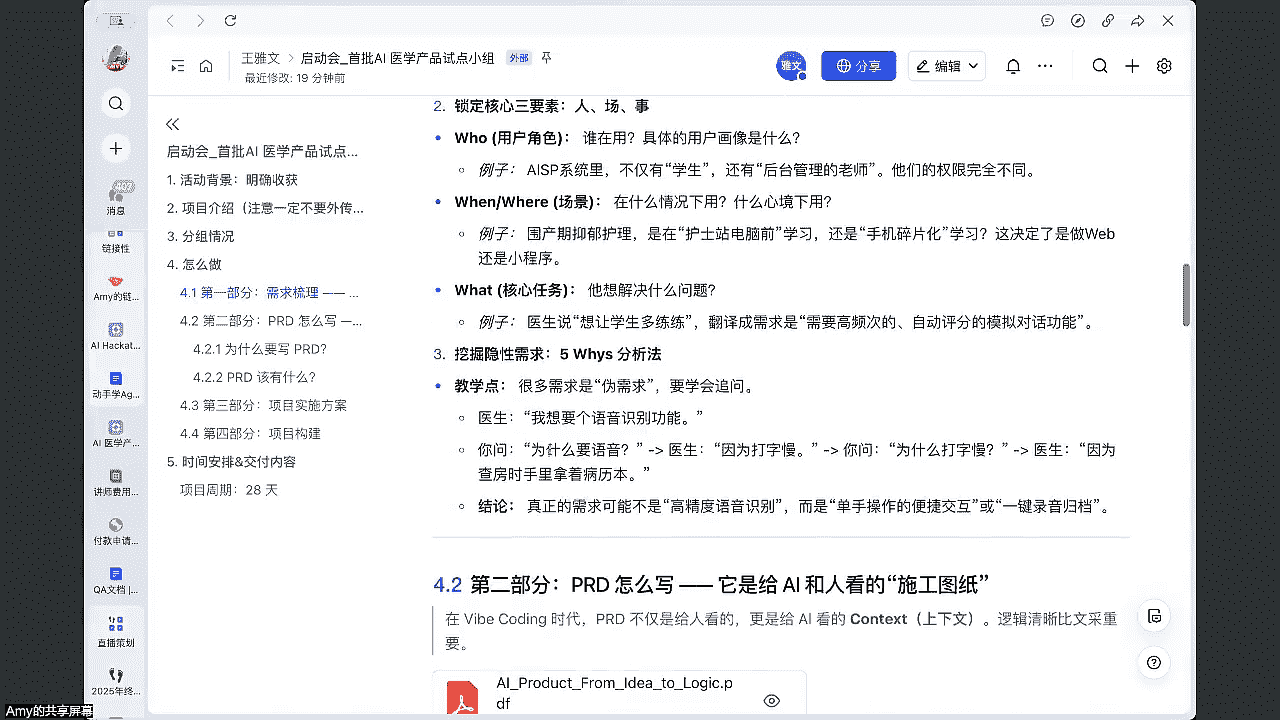 王雅文 > 启动会_首批AI 医学产品试点小组 外部
最近修改: 19 分钟前
雅文
分享
编辑
消息
链接性
Amy的链...
AI Hackat...
动手学Ag...
AI 医学产...
讲师费用...
付款申请...
QA文档 |...
直播策划
2025年终...
启动会_首批AI 医学产品试点...
1. 活动背景：明确收获
2. 项目介绍（注意一定不要外传...
3. 分组情况
4. 怎么做
4.1 第一部分：需求梳理 —— ...
4.2 第二部分：PRD 怎么写 —...
4.2.1 为什么要写 PRD?
4.2.2 PRD 该有什么?
4.3 第三部分：项目实施方案
4.4 第四部分：项目构建
5. 时间安排&交付内容
项目周期：28 天
2. 锁定核心三要素：人、场、事
Who (用户角色)： 谁在用？具体的用户画像是什么？
例子： AISP系统里，不仅有“学生”，还有“后台管理的老师”。他们的权限完全不同。
When/Where (场景)： 在什么情况下用？什么心境下用？
例子： 围产期抑郁护理，是在“护士站电脑前”学习，还是“手机碎片化”学习？这决定了是做Web
还是小程序。
What (核心任务)： 他想解决什么问题？
例子： 医生说“想让学生多练练”，翻译成需求是“需要高频次的、自动评分的模拟对话功能”。
3. 挖掘隐性需求：5 Whys 分析法
教学点： 很多需求是“伪需求”，要学会追问。
医生：“我想要个语音识别功能。”
你问：“为什么要语音？” -> 医生：“因为打字慢。” -> 你问：“为什么打字慢？” -> 医生：“因为
查房时手里拿着病历本。”
结论： 真正的需求可能不是“高精度语音识别”，而是“单手操作的便捷交互”或“一键录音归档”。
4.2 第二部分：PRD 怎么写 —— 它是给 AI 和人看的“施工图纸”
在 Vibe Coding 时代，PRD 不仅是给人看的，更是给 AI 看的 Context（上下文）。逻辑清晰比文采重
要。
AI_Product_From_Idea_to_Logic.p
df
Amy的共享屏幕